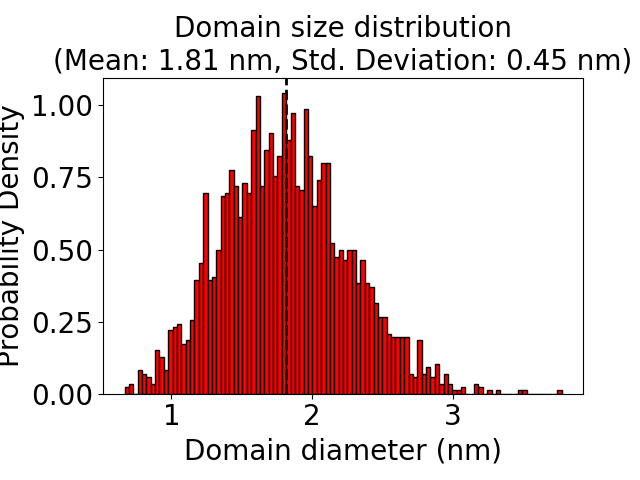 Domain size distribution
(Mean: 1.81 nm, Std. Deviation: 0.45 nm)
Probability Density
1.00
0.75
0.50
0.25
0.00
1 2 3
Domain diameter (nm)